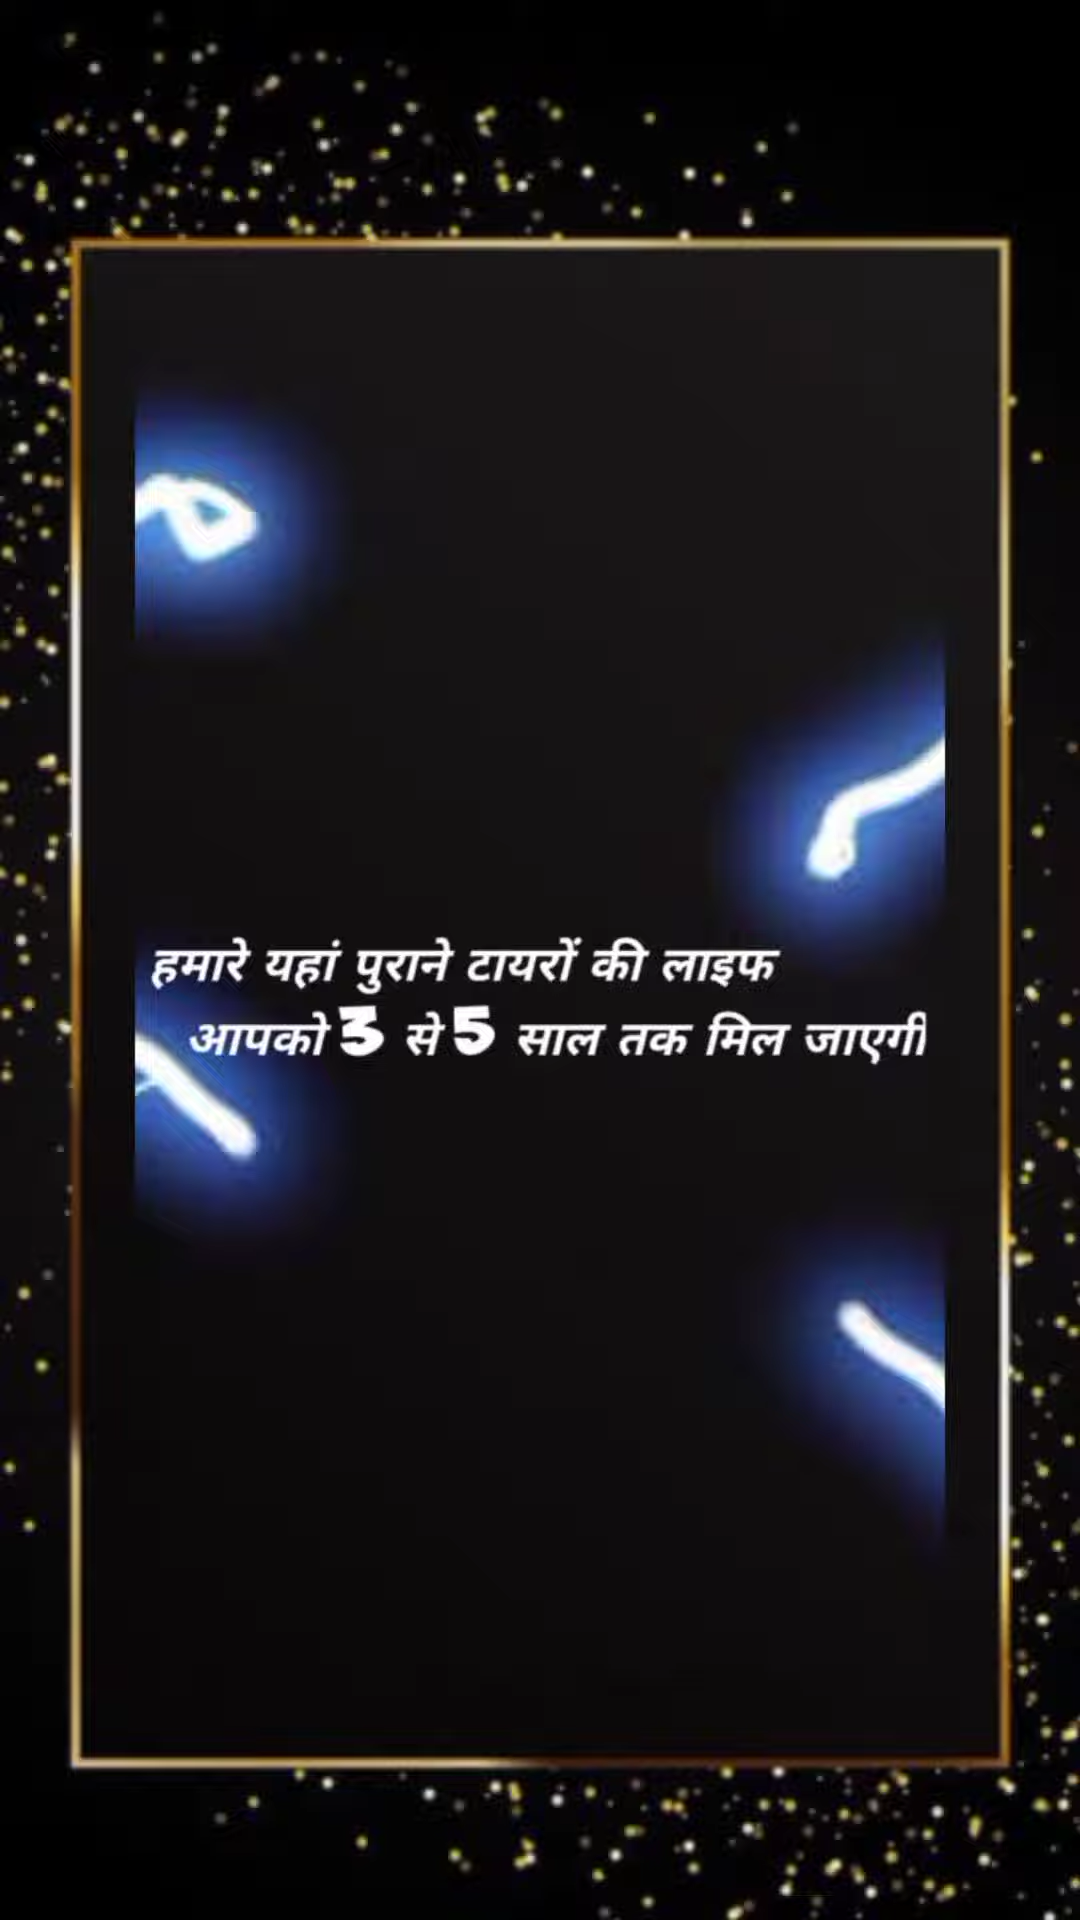 हमारे यहां पुराने टायरों की लाइफ
आपको 3 से 5 साल तक मिल जाएगी